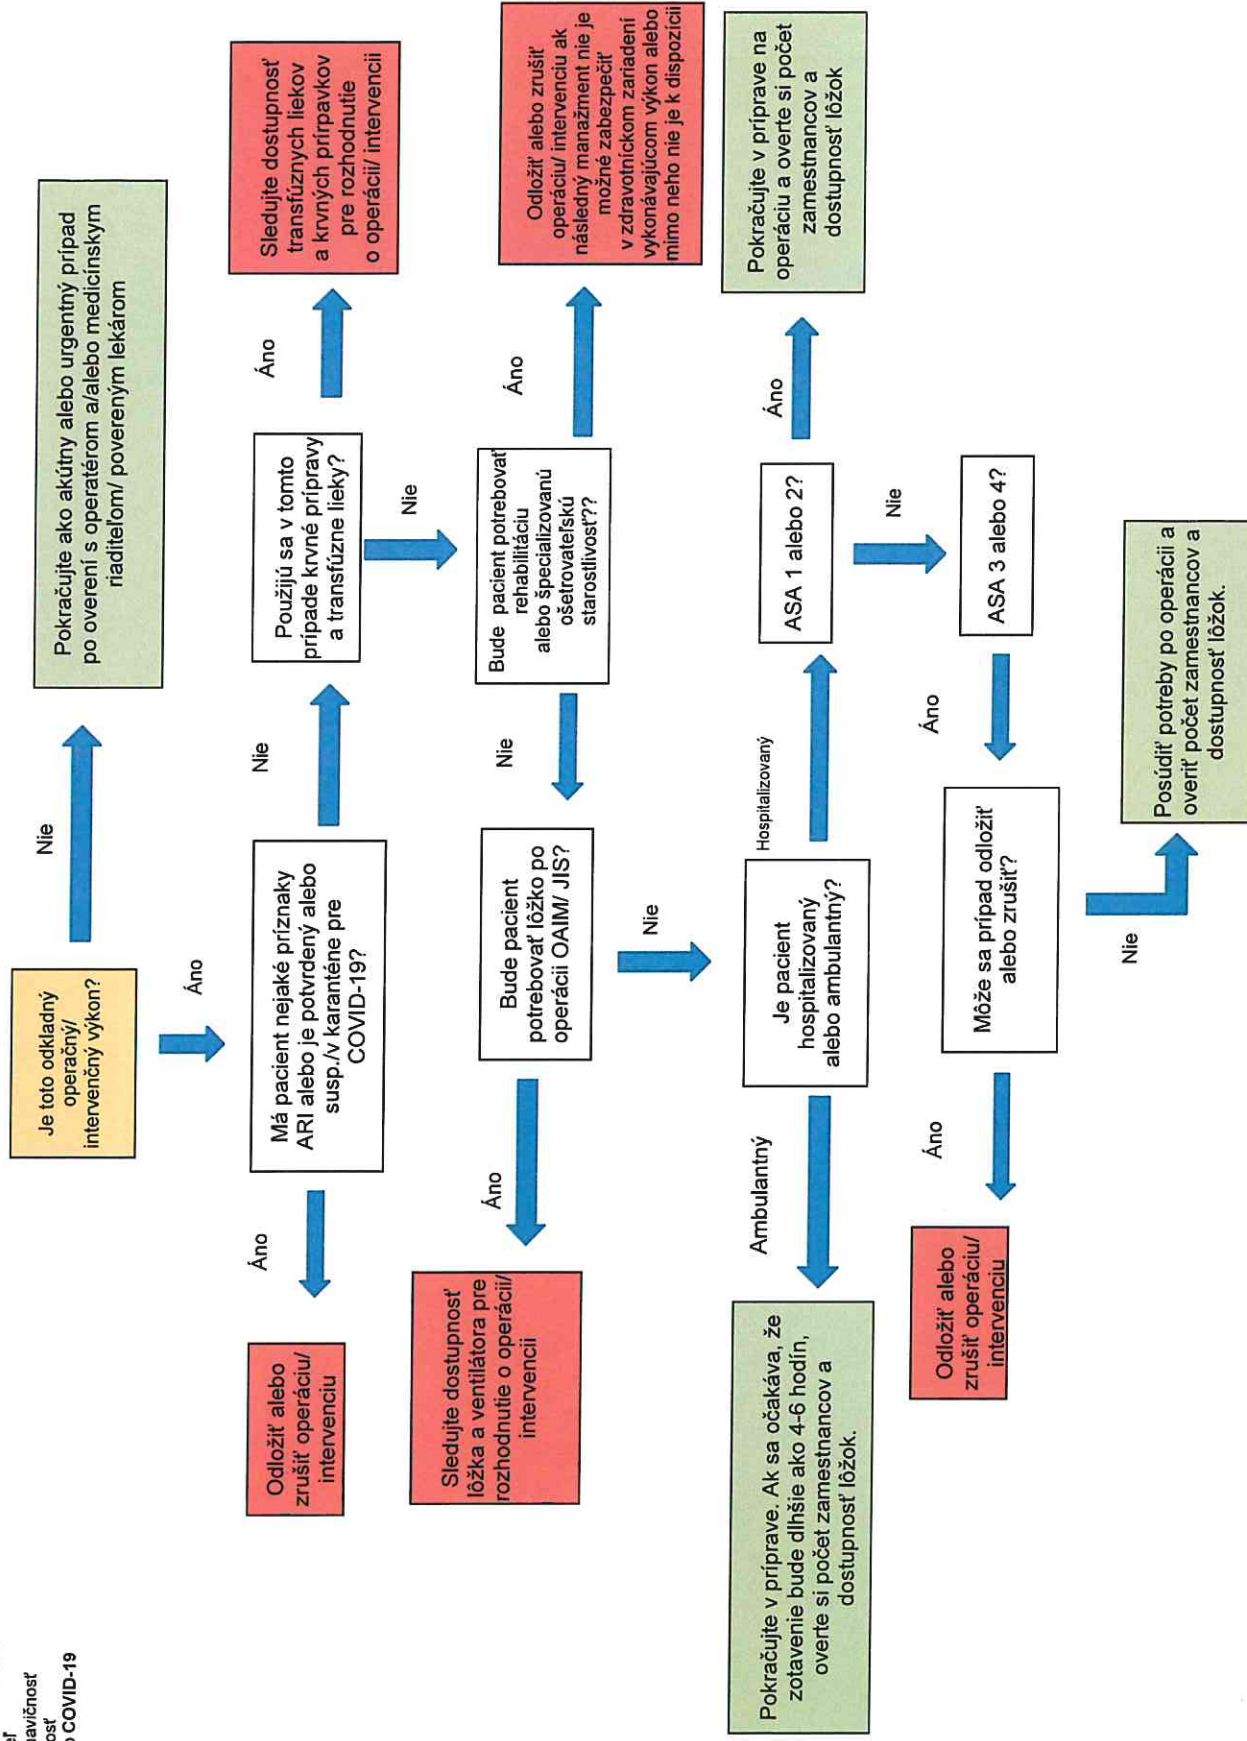 COVID-19
Je toto odkladný
operačný/
intervenčný výkon?
Nie
Pokračujte ako akútny alebo urgentný prípad
po overení s operatérom a/alebo medicínskym
riaditeľom/ povereným lekárom
Áno
Má pacient nejaké príznaky
ARI alebo je potvrdený alebo
susp./v karanténe pre
COVID-19?
Áno
Odložiť alebo
zrušiť operáciu/
intervenciu
Nie
Použijú sa v tomto
prípade krvné prípravy
a transfúzne lieky?
Áno
Sledujte dostupnosť
transfúznych liekov
a krvných prírpavkov
pre rozhodnutie
o operácií/ intervencii
Nie
Bude pacient potrebovať
rehabilitáciu
alebo špecializovanú
ošetrovateľskú
starostlivosť??
Áno
Odložiť alebo zrušiť
operáciu/ intervenciu ak
následný manažment nie je
možné zabezpečiť
v zdravotníckom zariadení
vykonávajúcom výkon alebo
mimo neho nie je k dispozícii
Nie
Bude pacient
potrebovať lôžko po
operácii OAIM/ JIS?
Áno
Sledujte dostupnosť
lôžka a ventilátora pre
rozhodnutie o operácií/
intervencii
Nie
Je pacient
hospitalizovaný
alebo ambulantný?
Ambulantný
Pokračujte v príprave. Ak sa očakáva, že
zotavenie bude dlhšie ako 4-6 hodín,
overte si počet zamestnancov a
dostupnosť lôžok.
Hospitalizovaný
ASA 1 alebo 2?
Áno
Pokračujte v príprave na
operáciu a overte si počet
zamestnancov a
dostupnosť lôžok
Nie
ASA 3 alebo 4?
Áno
Môže sa prípad odložiť
alebo zrušiť?
Áno
Odložiť alebo
zrušiť operáciu/
intervenciu
Nie
Posúdiť potreby po operácii a
overiť počet zamestnancov a
dostupnosť lôžok.